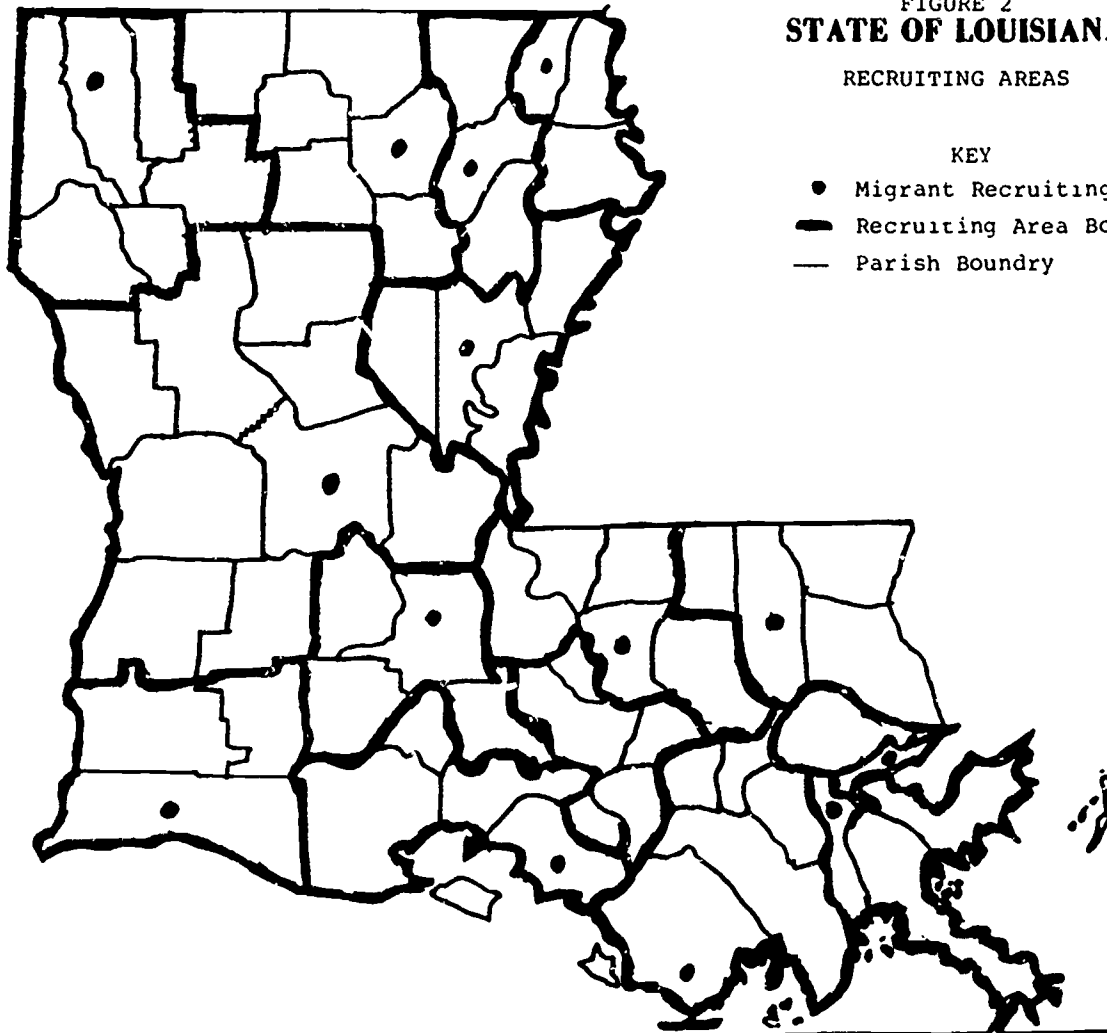 FIGURE 2
STATE OF LOUISIAN
RECRUITING AREAS
KEY
Migrant Recruiting
Recruiting Area Bo
Parish Boundry